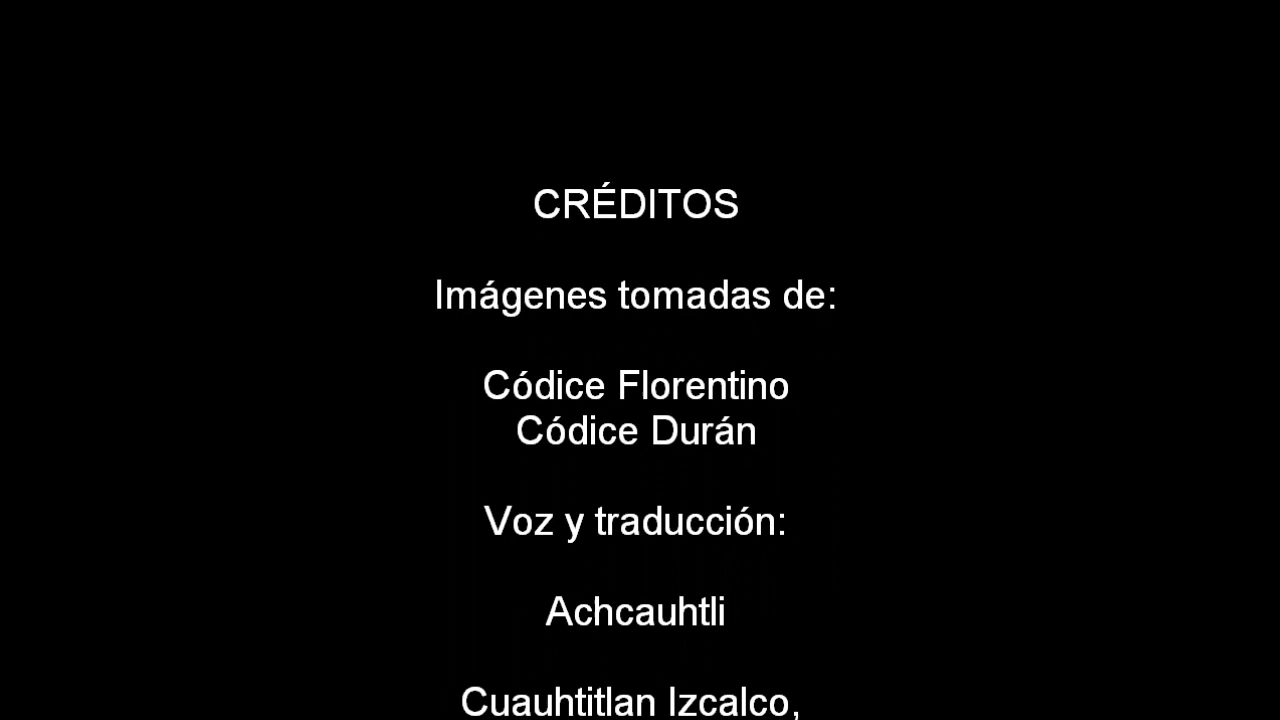 CRÉDITOS
Imágenes tomadas de:
Códice Florentino
Códice Durán
Voz y traducción:
Achcauhtli
Cuauhtitlan Izcalco,